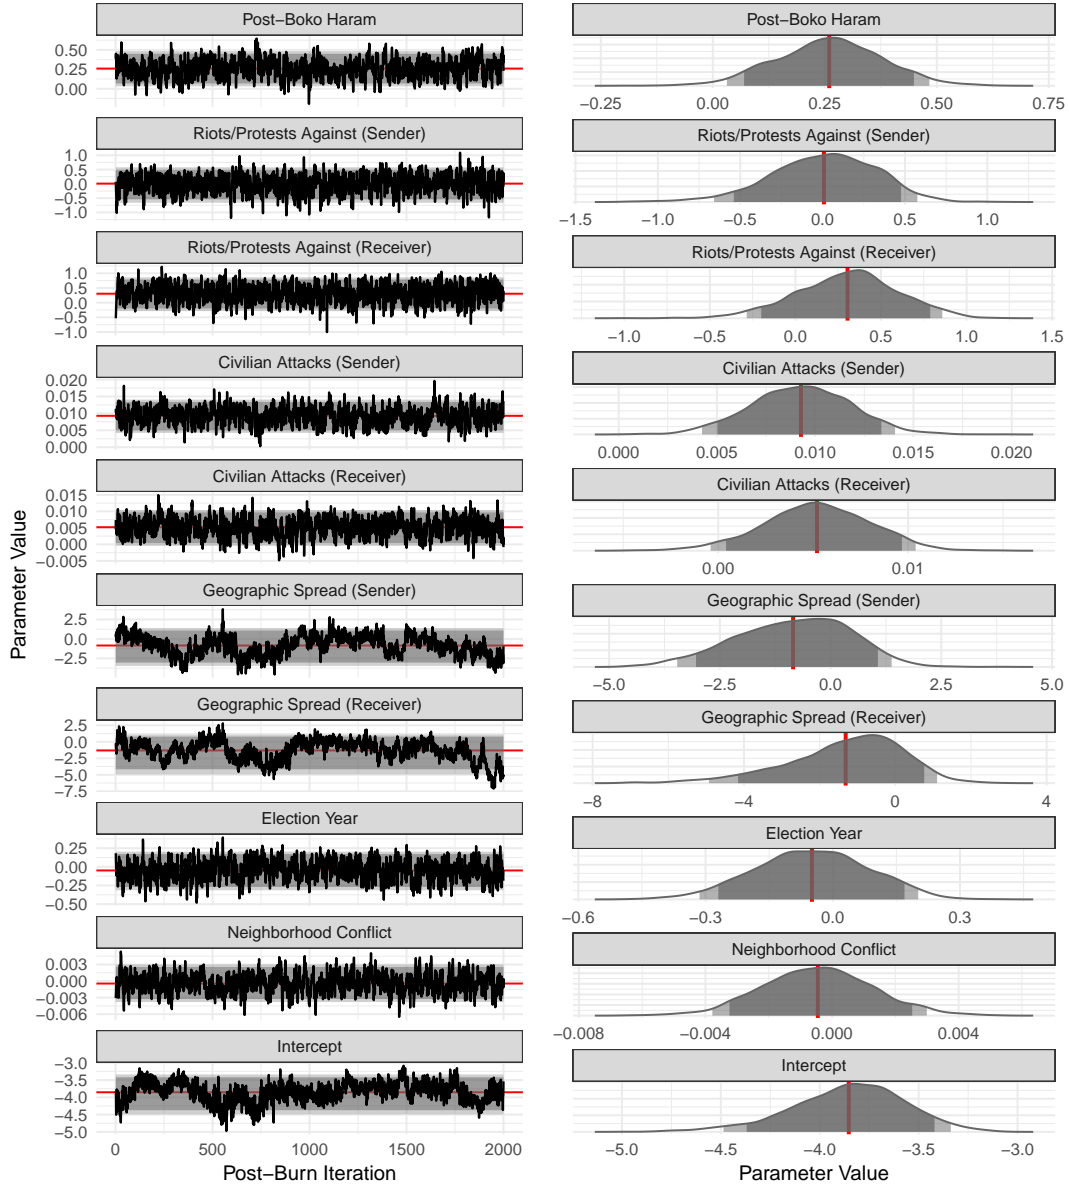 Post−Boko Haram
0.50
0.25
0.00
Riots/Protests Against (Sender)
1.0
0.5
0.0
−0.5
−1.0
Riots/Protests Against (Receiver)
1.0
0.5
0.0
−0.5
−1.0
Civilian Attacks (Sender)
0.020
0.015
0.010
0.005
0.000
Civilian Attacks (Receiver)
0.015
0.010
0.005
0.000
−0.005
Geographic Spread (Sender)
2.5
0.0
−2.5
Geographic Spread (Receiver)
2.5
0.0
−2.5
−5.0
−7.5
Election Year
0.25
0.00
−0.25
−0.50
Neighborhood Conflict
0.003
0.000
−0.003
−0.006
Intercept
−3.0
−3.5
−4.0
−4.5
−5.0
0 500 1000 1500 2000
Post−Burn Iteration
Parameter Value
Post−Boko Haram
−0.25 0.00 0.25 0.50 0.75
Riots/Protests Against (Sender)
−1.5 −1.0 −0.5 0.0 0.5 1.0
Riots/Protests Against (Receiver)
−1.0 −0.5 0.0 0.5 1.0 1.5
Civilian Attacks (Sender)
0.000 0.005 0.010 0.015 0.020
Civilian Attacks (Receiver)
0.00 0.01
Geographic Spread (Sender)
−5.0 −2.5 0.0 2.5 5.0
Geographic Spread (Receiver)
−8 −4 0 4
Election Year
−0.6 −0.3 0.0 0.3
Neighborhood Conflict
−0.008 −0.004 0.000 0.004
Intercept
−5.0 −4.5 −4.0 −3.5 −3.0
Parameter Value